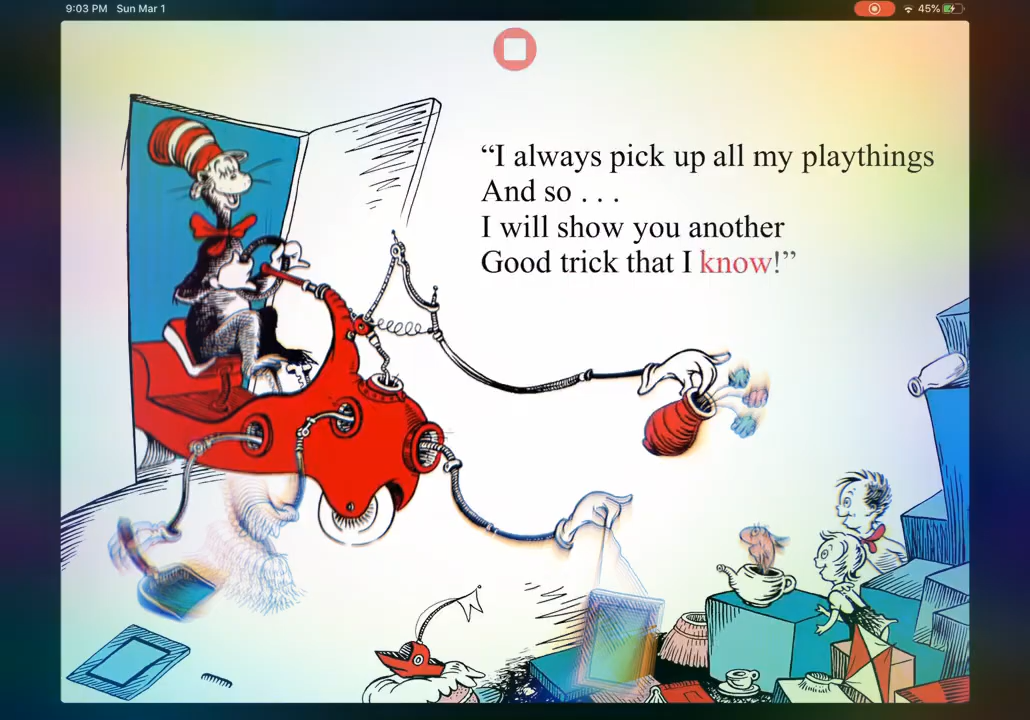 9:03 PM Sun Mar 1
45%
“I always pick up all my playthings
And so . . .
I will show you another
Good trick that I know!”